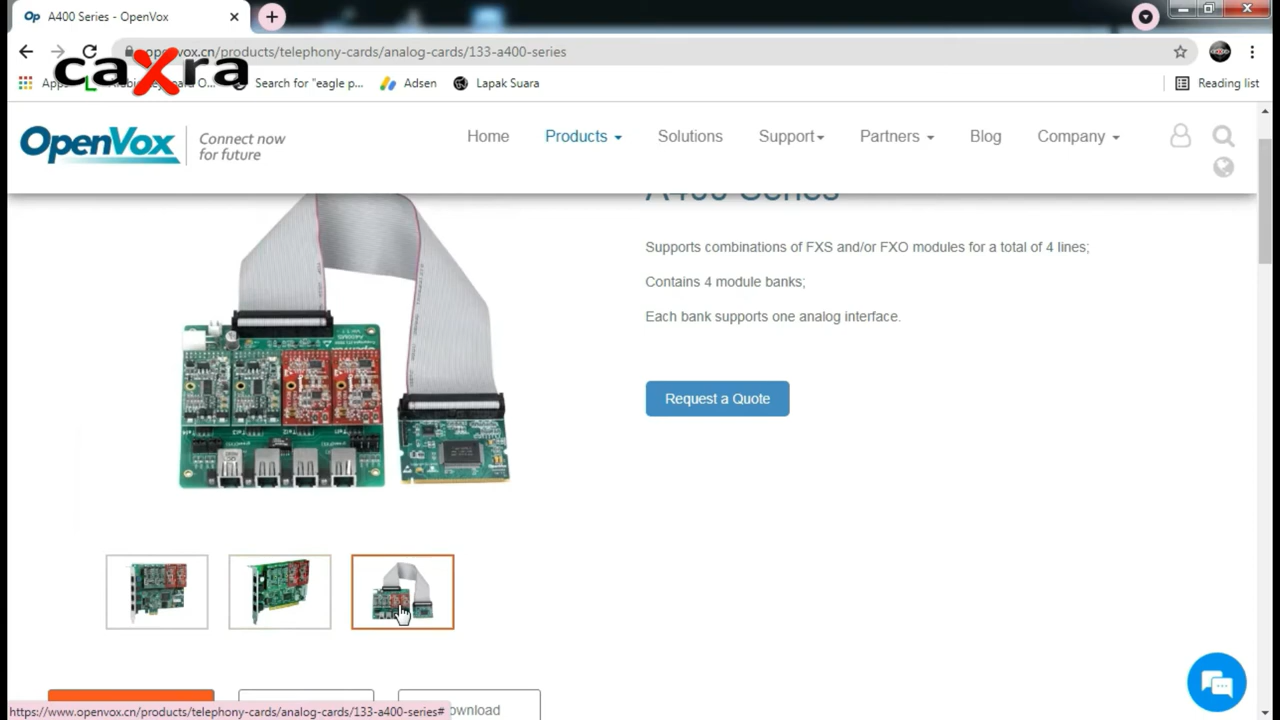 Op A400 Series - OpenVox
openvox.cn/products/telephony-cards/analog-cards/133-a400-series
caxra
Search for "eagle p...
Adsen
Lapak Suara
Reading list
OpenVox
Connect now
for future
Home
Products
Solutions
Support
Partners
Blog
Company
A400 Series
Supports combinations of FXS and/or FXO modules for a total of 4 lines;
Contains 4 module banks;
Each bank supports one analog interface.
Request a Quote
https://www.openvox.cn/products/telephony-cards/analog-cards/133-a400-series#